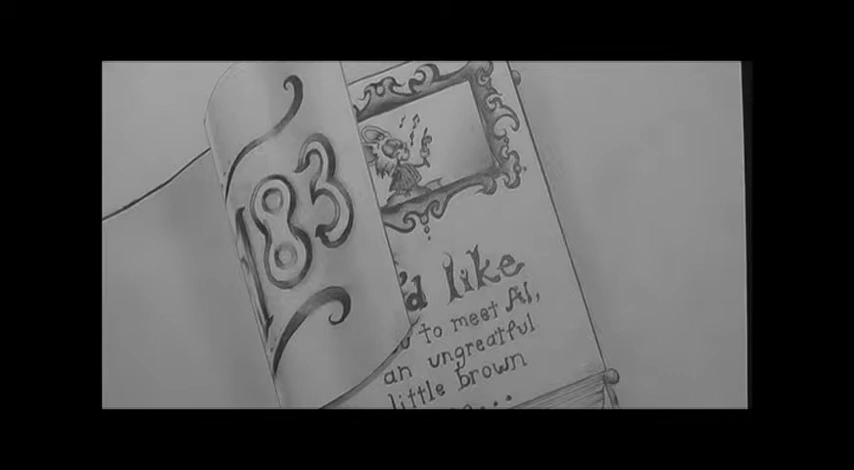 183
'd like
to meet Al,
an ungreatful
little brown